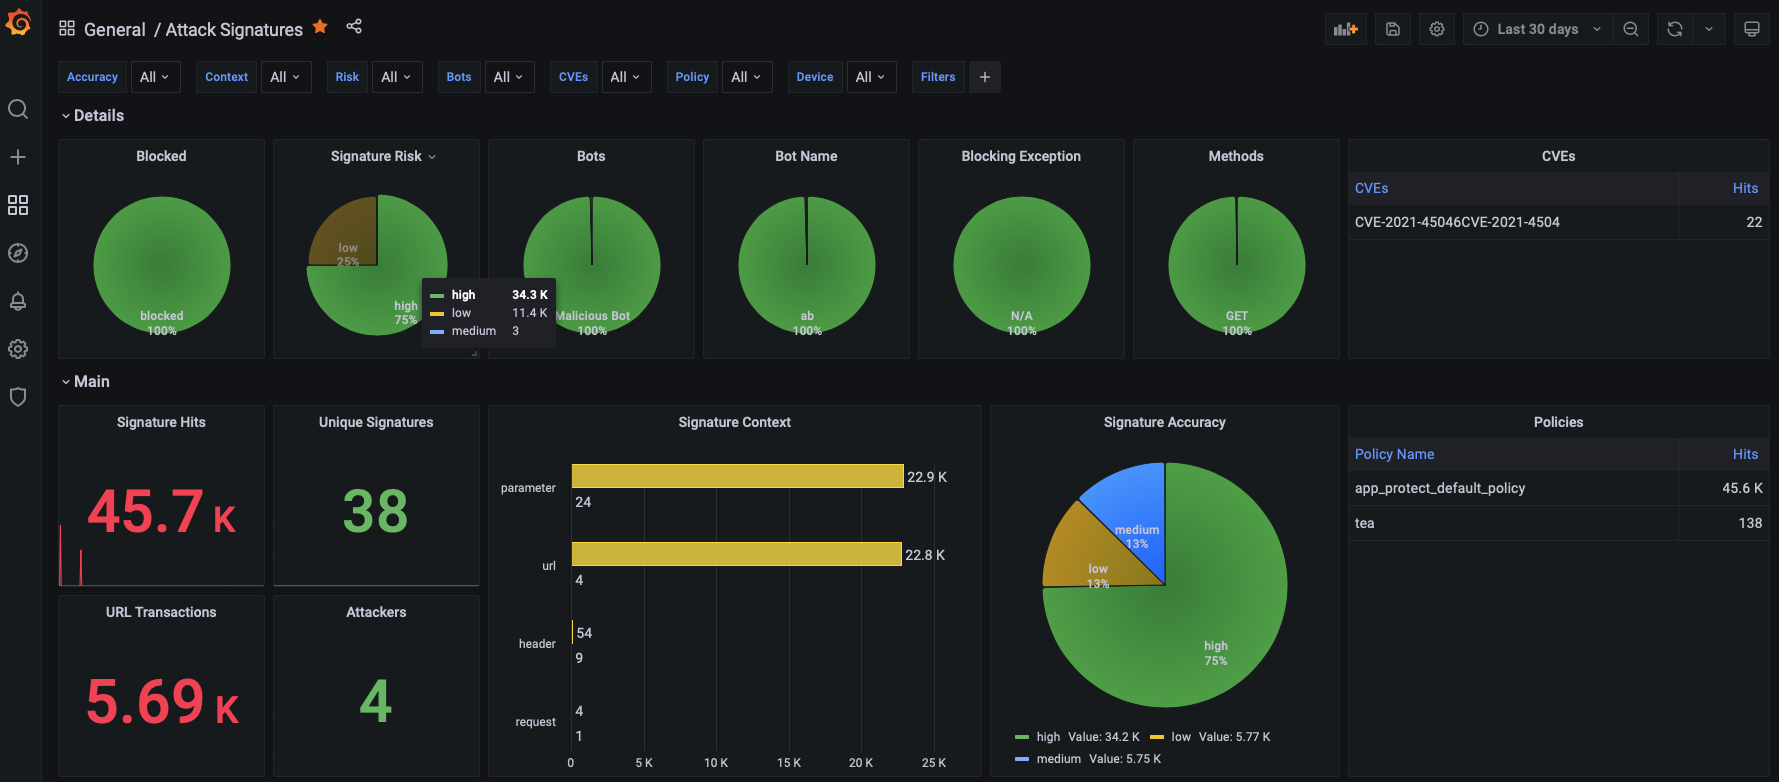 General / Attack Signatures
Last 30 days
Accuracy All Context All Risk All Bots All CVEs All Policy All Device All Filters +
Details
Blocked
blocked
100%
Signature Risk
low
25%
high
75%
high 34.3 K
low 11.4 K
medium 3
Bots
Malicious Bot
100%
Bot Name
ab
100%
Blocking Exception
N/A
100%
Methods
GET
100%
CVEs
CVEs Hits
CVE-2021-45046CVE-2021-4504 22
Main
Signature Hits
45.7 K
Unique Signatures
38
URL Transactions
5.69 K
Attackers
4
Signature Context
parameter
22.9 K
24
url
22.8 K
4
header
54
9
request
4
1
0 5 K 10 K 15 K 20 K 25 K
Signature Accuracy
medium
13%
low
13%
high
75%
high Value: 34.2 K low Value: 5.77 K
medium Value: 5.75 K
Policies
Policy Name Hits
app_protect_default_policy 45.6 K
tea 138